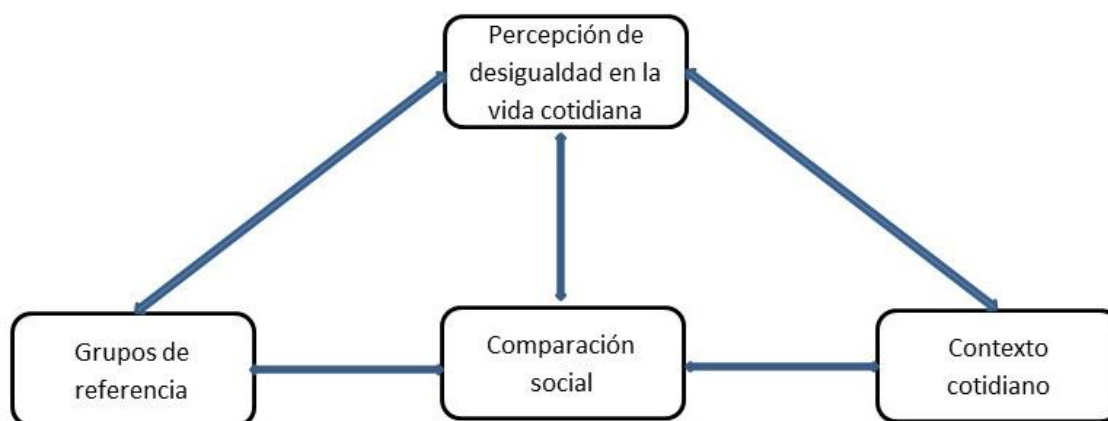 Percepción de
desigualdad en la
vida cotidiana
Grupos de
referencia
Comparación
social
Contexto
cotidiano